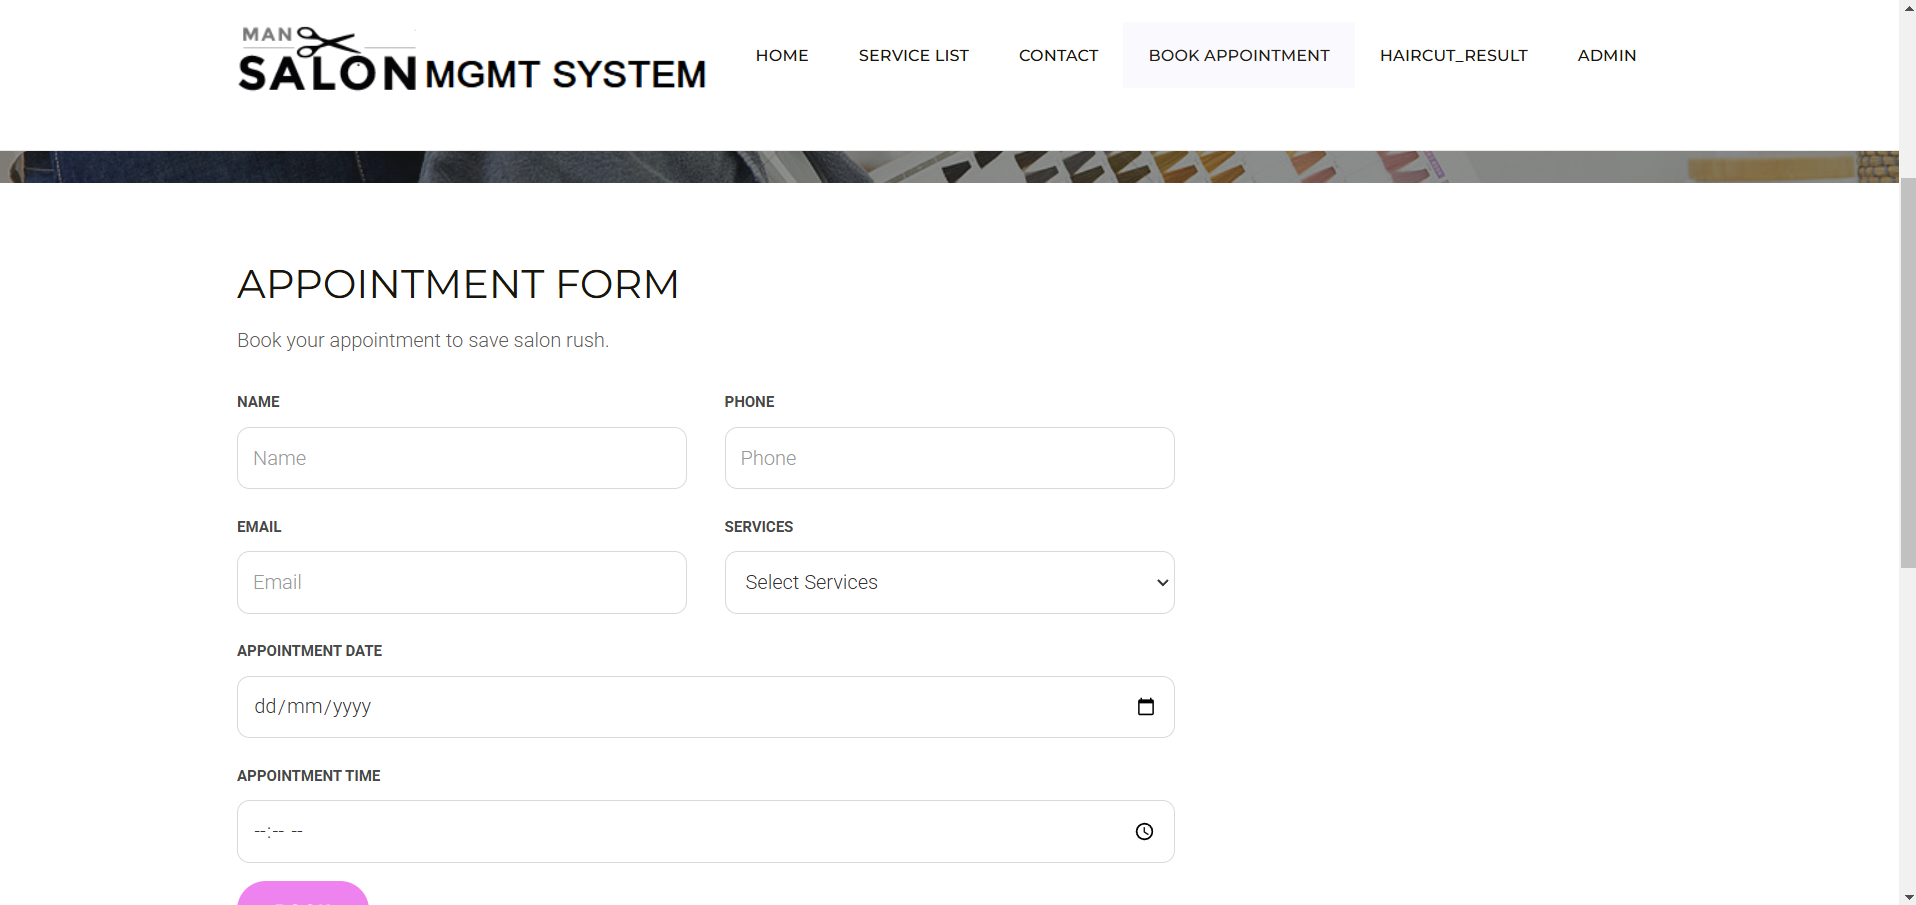 MAN
SALON MGMT SYSTEM
HOME
SERVICE LIST
CONTACT
BOOK APPOINTMENT
HAIRCUT_RESULT
ADMIN
APPOINTMENT FORM
Book your appointment to save salon rush.
NAME
PHONE
Name
Phone
EMAIL
SERVICES
Email
Select Services
APPOINTMENT DATE
dd/mm/yyyy
APPOINTMENT TIME
--:-- --